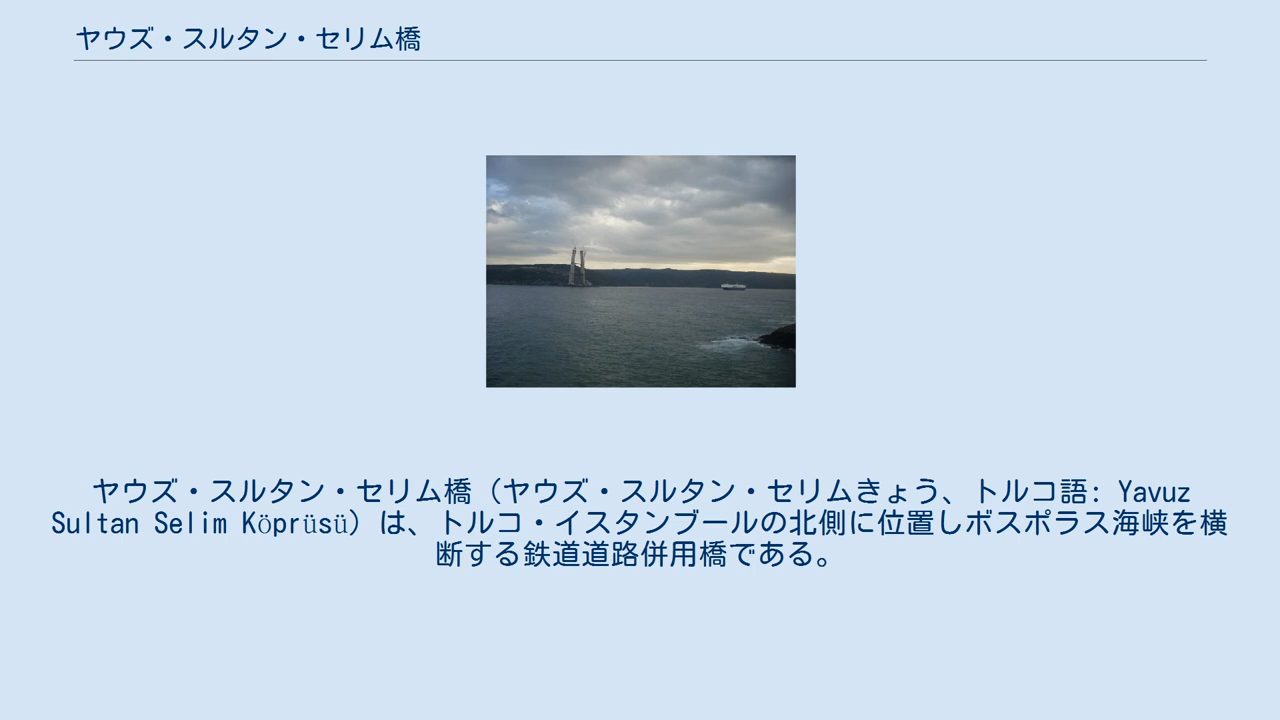 ヤウズ・スルタン・セリム橋
ヤウズ・スルタン・セリム橋（ヤウズ・スルタン・セリムきょう、トルコ語: Yavuz
Sultan Selim Köprüsü）は、トルコ・イスタンブールの北側に位置しボスポラス海峡を横
断する鉄道道路併用橋である。